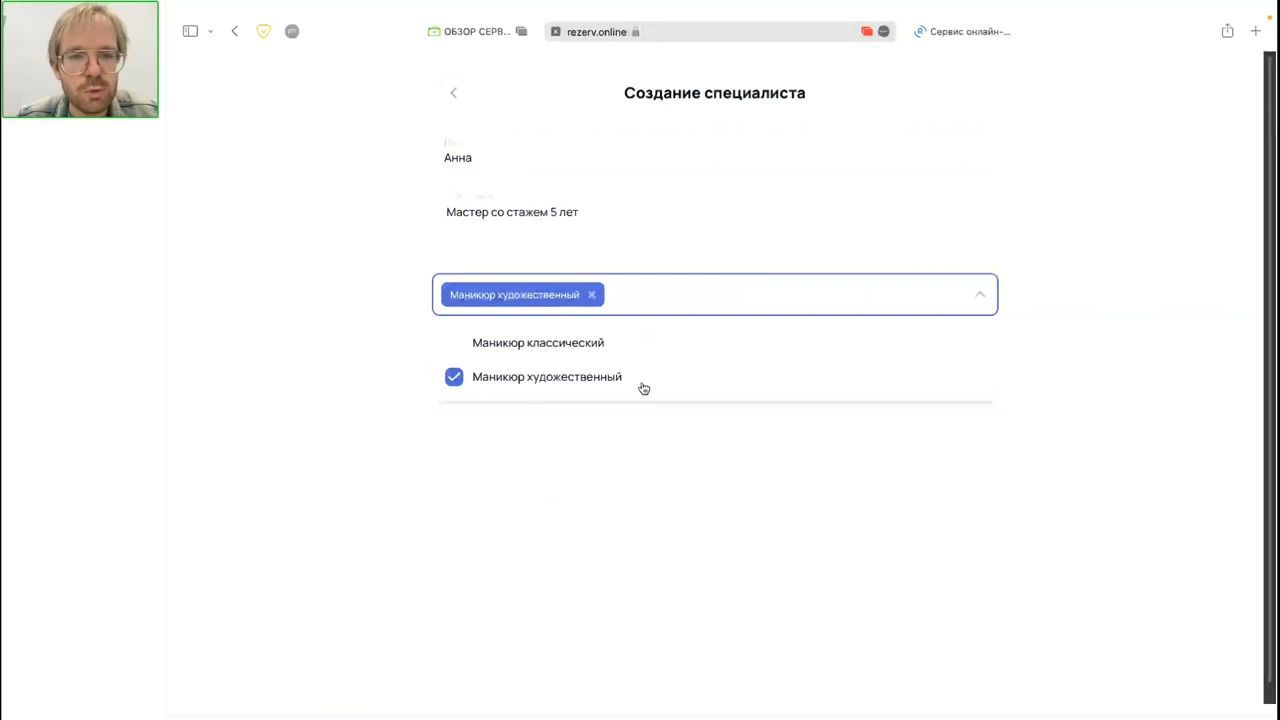 ОБЗОР СЕРВ...
rezerv.online
Сервис онлайн-...
Создание специалиста
Анна
Мастер со стажем 5 лет
Маникюр художественный
Маникюр классический
Маникюр художественный